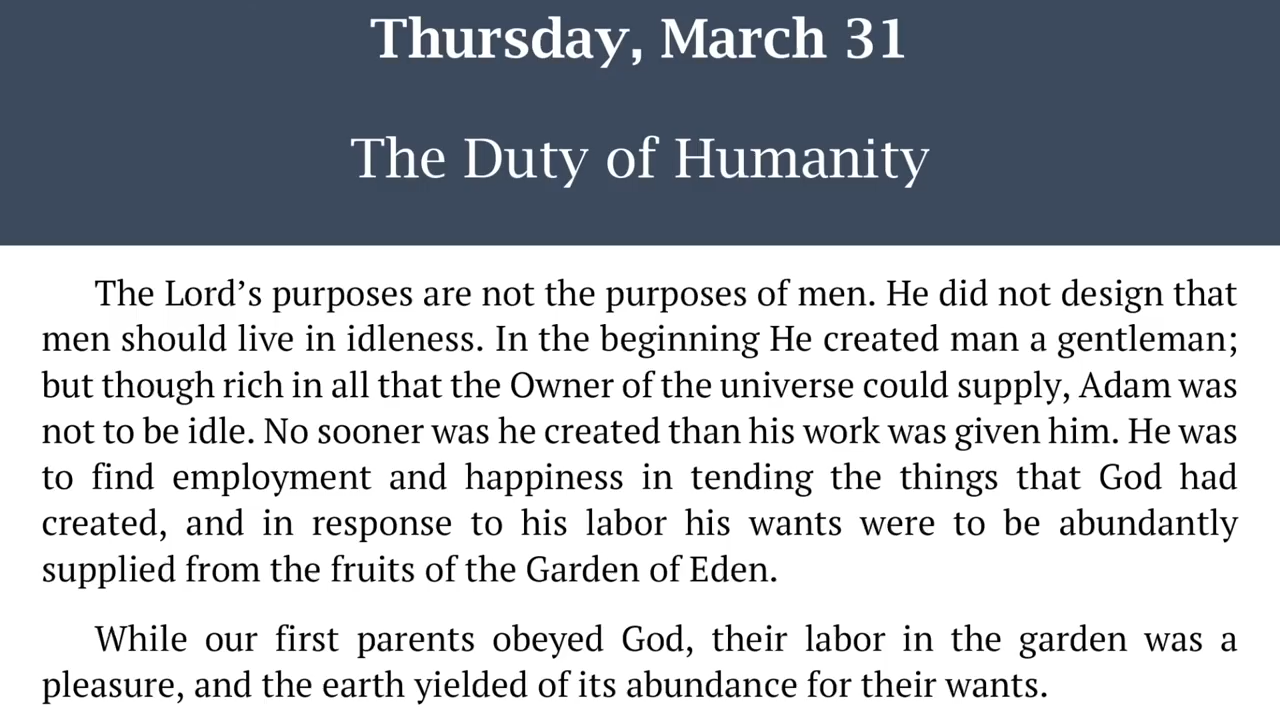 Thursday, March 31
The Duty of Humanity
The Lord’s purposes are not the purposes of men. He did not design that
men should live in idleness. In the beginning He created man a gentleman;
but though rich in all that the Owner of the universe could supply, Adam was
not to be idle. No sooner was he created than his work was given him. He was
to find employment and happiness in tending the things that God had
created, and in response to his labor his wants were to be abundantly
supplied from the fruits of the Garden of Eden.
While our first parents obeyed God, their labor in the garden was a
pleasure, and the earth yielded of its abundance for their wants.